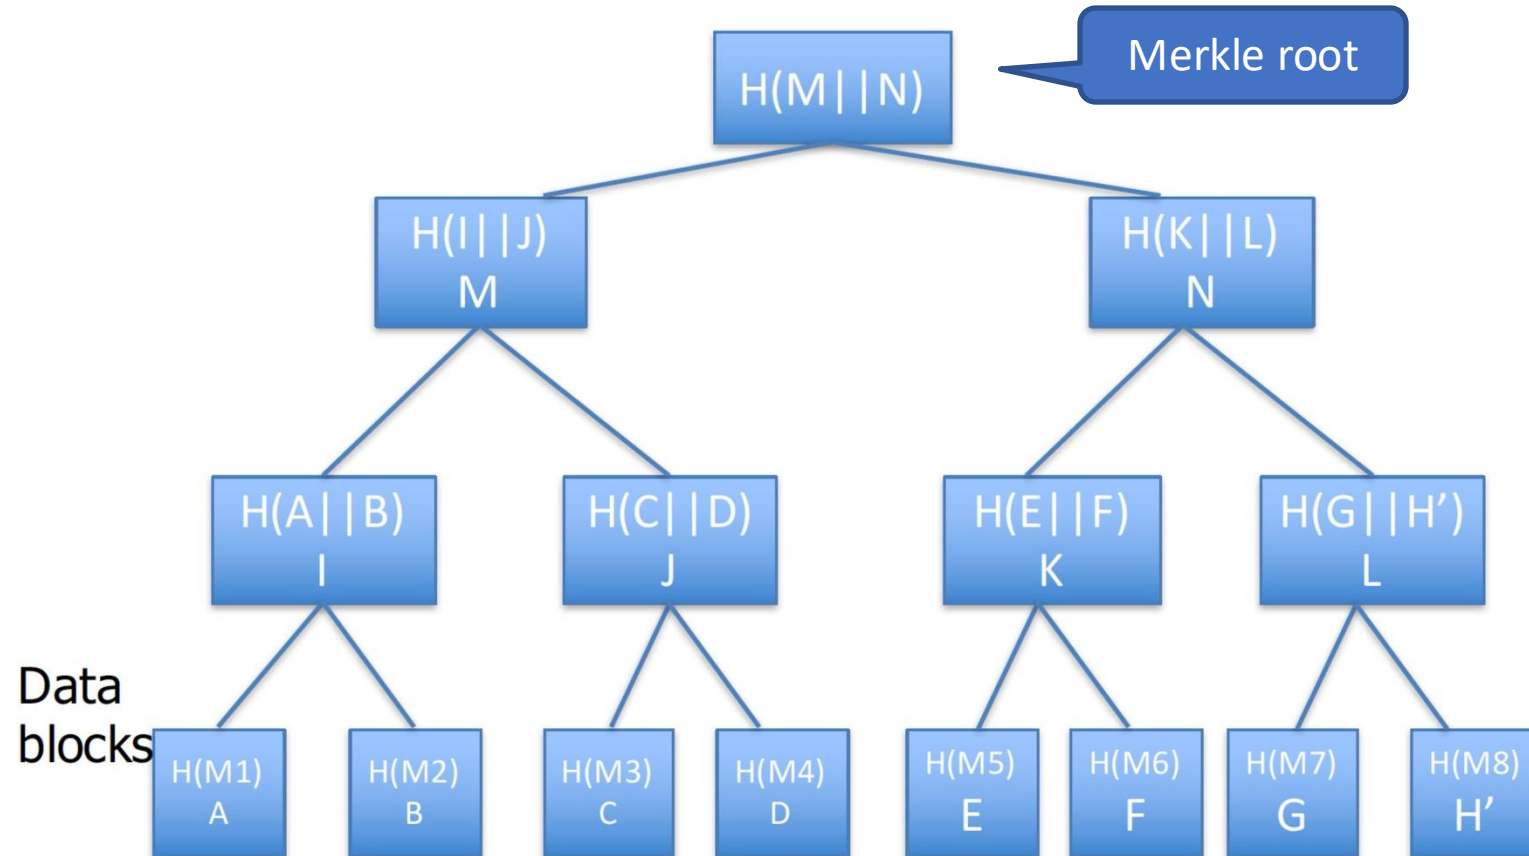 Merkle root
H(M||N)
H(I||J)
M
H(K||L)
N
H(A||B)
I
H(C||D)
J
H(E||F)
K
H(G||H’)
L
Data
blocks
H(M1)
A
H(M2)
B
H(M3)
C
H(M4)
D
H(M5)
E
H(M6)
F
H(M7)
G
H(M8)
H’